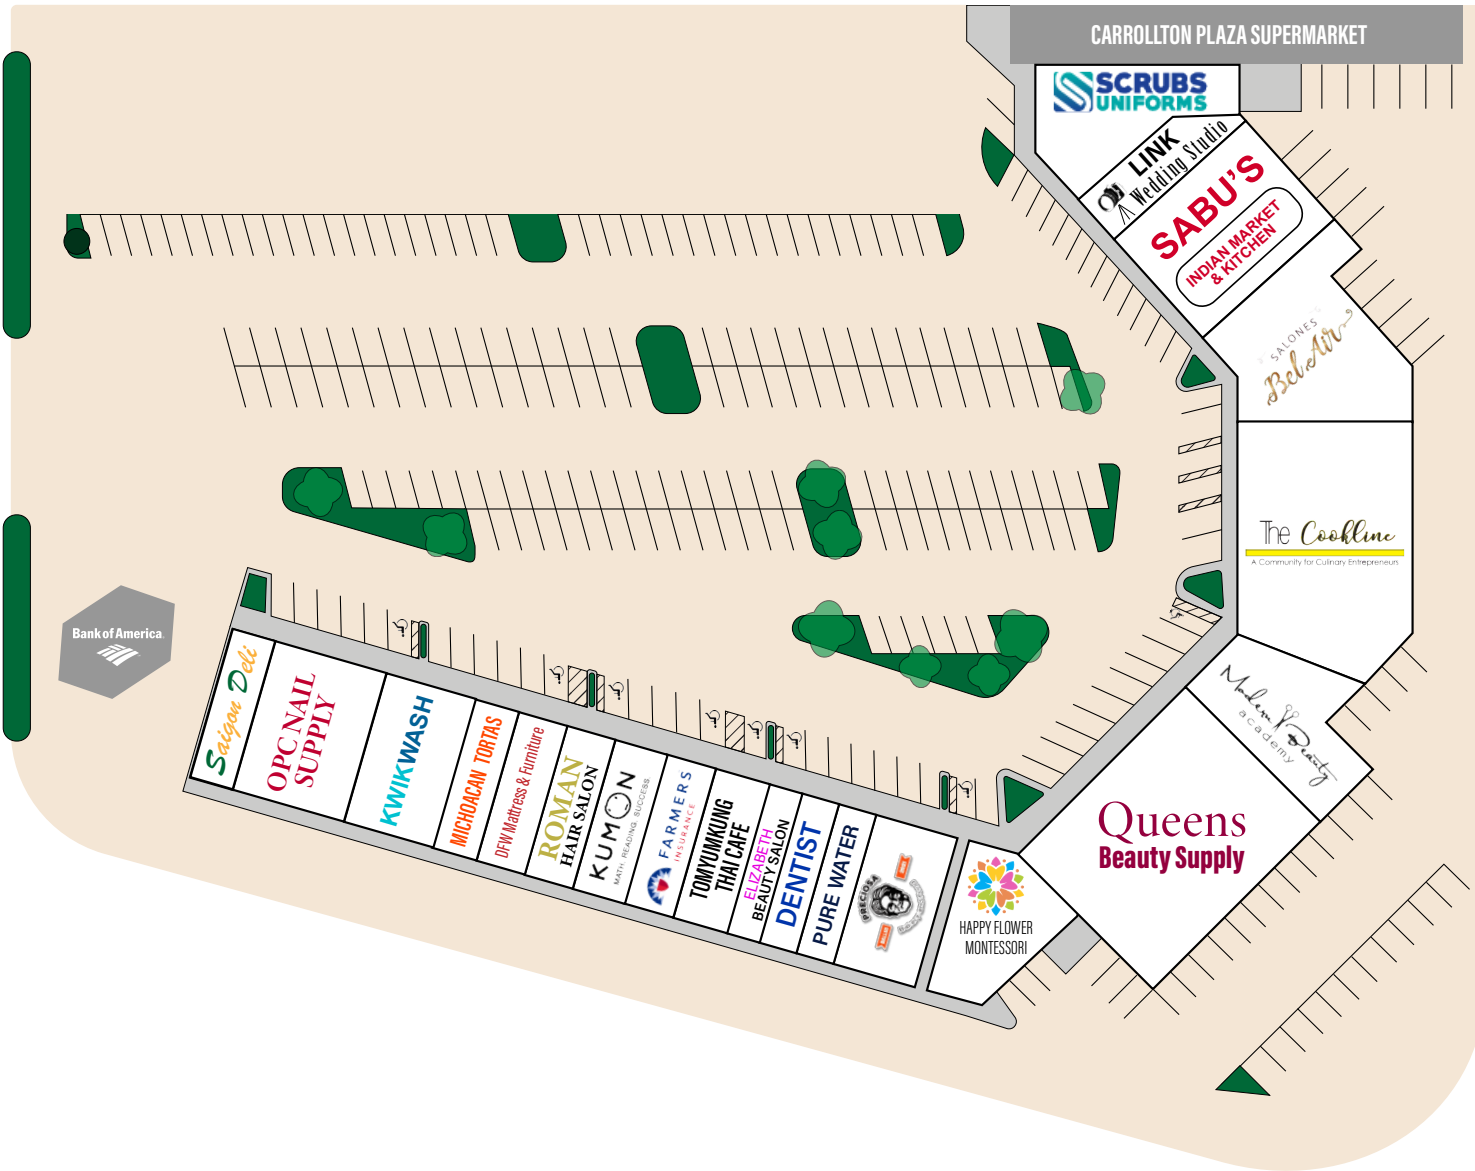 CARROLLTON PLAZA SUPERMARKET
SCRUBS
UNIFORMS
LINK
Wedding Studio
SABU'S
INDIAN MARKET
& KITCHEN
SALONES
Bel Air
The Cookline
A Community for Culinary Entrepreneurs
Modern Beauty
academy
Queens
Beauty Supply
Bank of America
Saigon Deli
OPC NAIL
SUPPLY
KWIKWASH
MICHOACAN TORTAS
DFW Mattress & Furniture
ROMAN
HAIR SALON
KUMON
MATH. READING. SUCCESS.
FARMERS
INSURANCE
TOMYUMKUNG
THAI CAFE
ELIZABETH
BEAUTY SALON
DENTIST
PURE WATER
PRECIOSA
HAPPY FLOWER
MONTESSORI